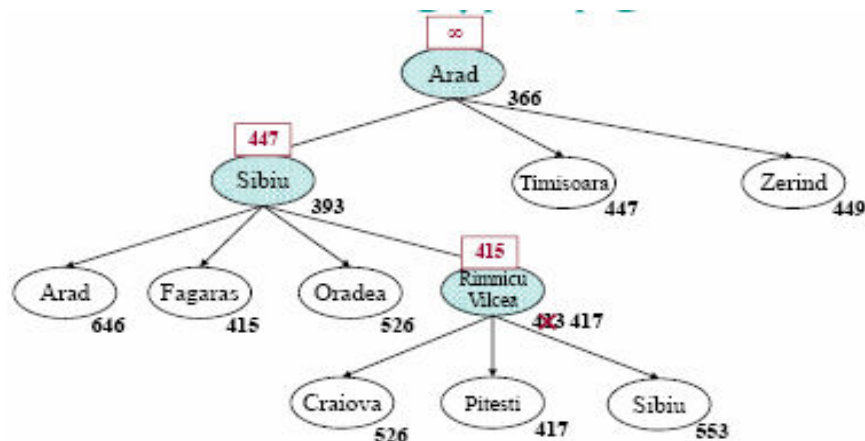 ∞
Arad
366
447
Sibiu
393
Timisoara
447
Zerind
449
Arad
646
Fagaras
415
Oradea
526
415
Rimnicu
Vilcea
413 417
Craiova
526
Pitesti
417
Sibiu
553